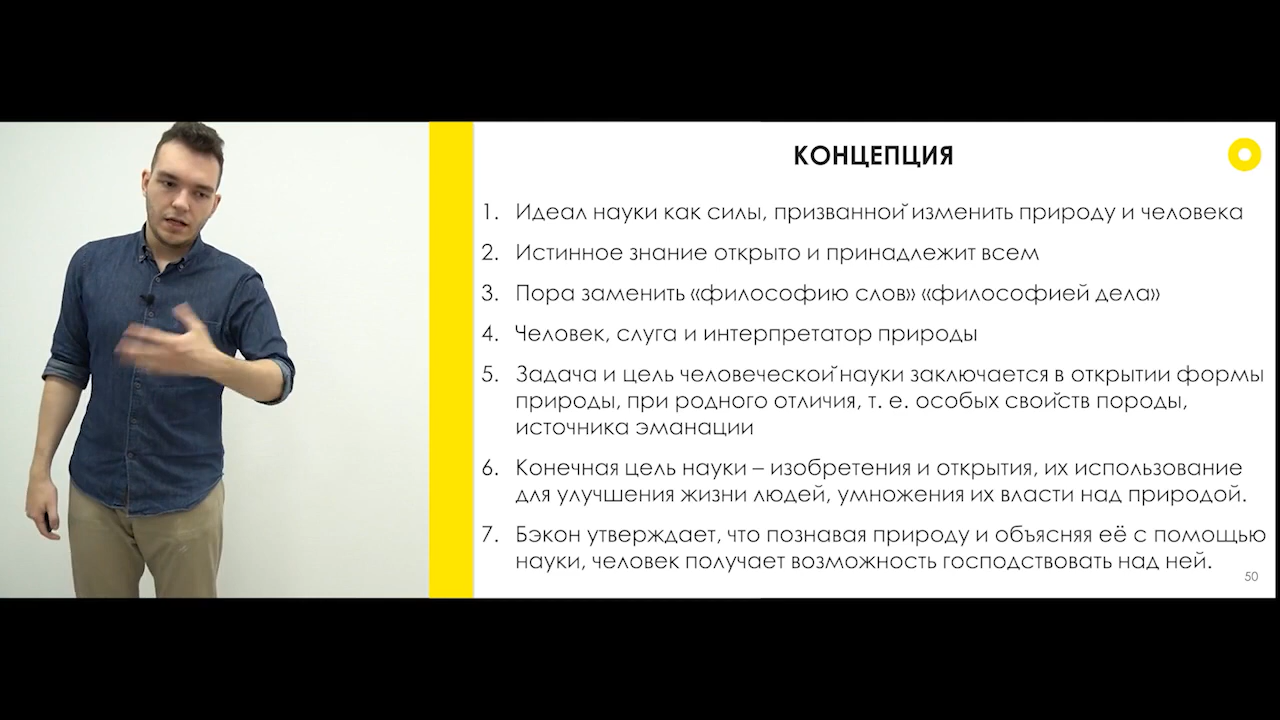 КОНЦЕПЦИЯ
1. Идеал науки как силы, призванной изменить природу и человека
2. Истинное знание открыто и принадлежит всем
3. Пора заменить «философию слов» «философией дела»
4. Человек, слуга и интерпретатор природы
5. Задача и цель человеческой науки заключается в открытии формы
природы, при родного отличия, т. е. особых свойств породы,
источника эманации
6. Конечная цель науки – изобретения и открытия, их использование
для улучшения жизни людей, умножения их власти над природой.
7. Бэкон утверждает, что познавая природу и объясняя её с помощью
науки, человек получает возможность господствовать над ней.
50